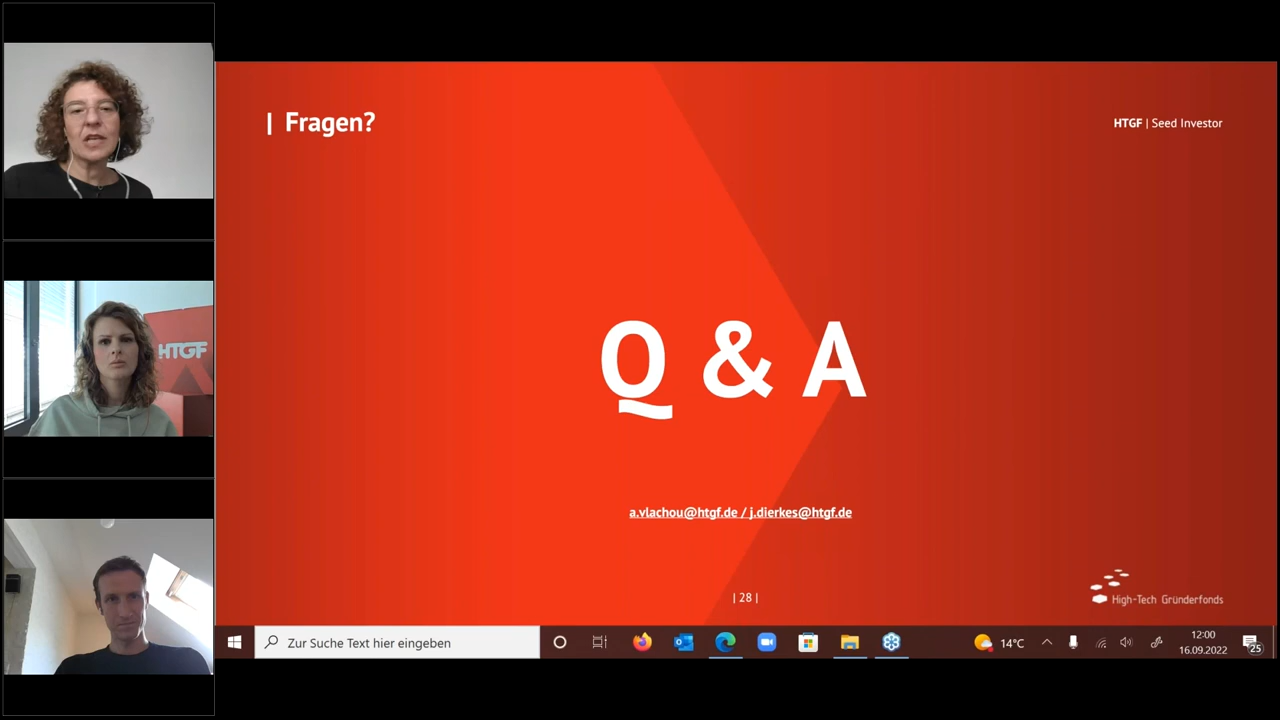 HTGF
| Fragen?
HTGF | Seed Investor
Q & A
a.vlachou@htgf.de / j.dierkes@htgf.de
| 28 |
High-Tech Gründerfonds
Zur Suche Text hier eingeben
14°C
12:00
16.09.2022
25